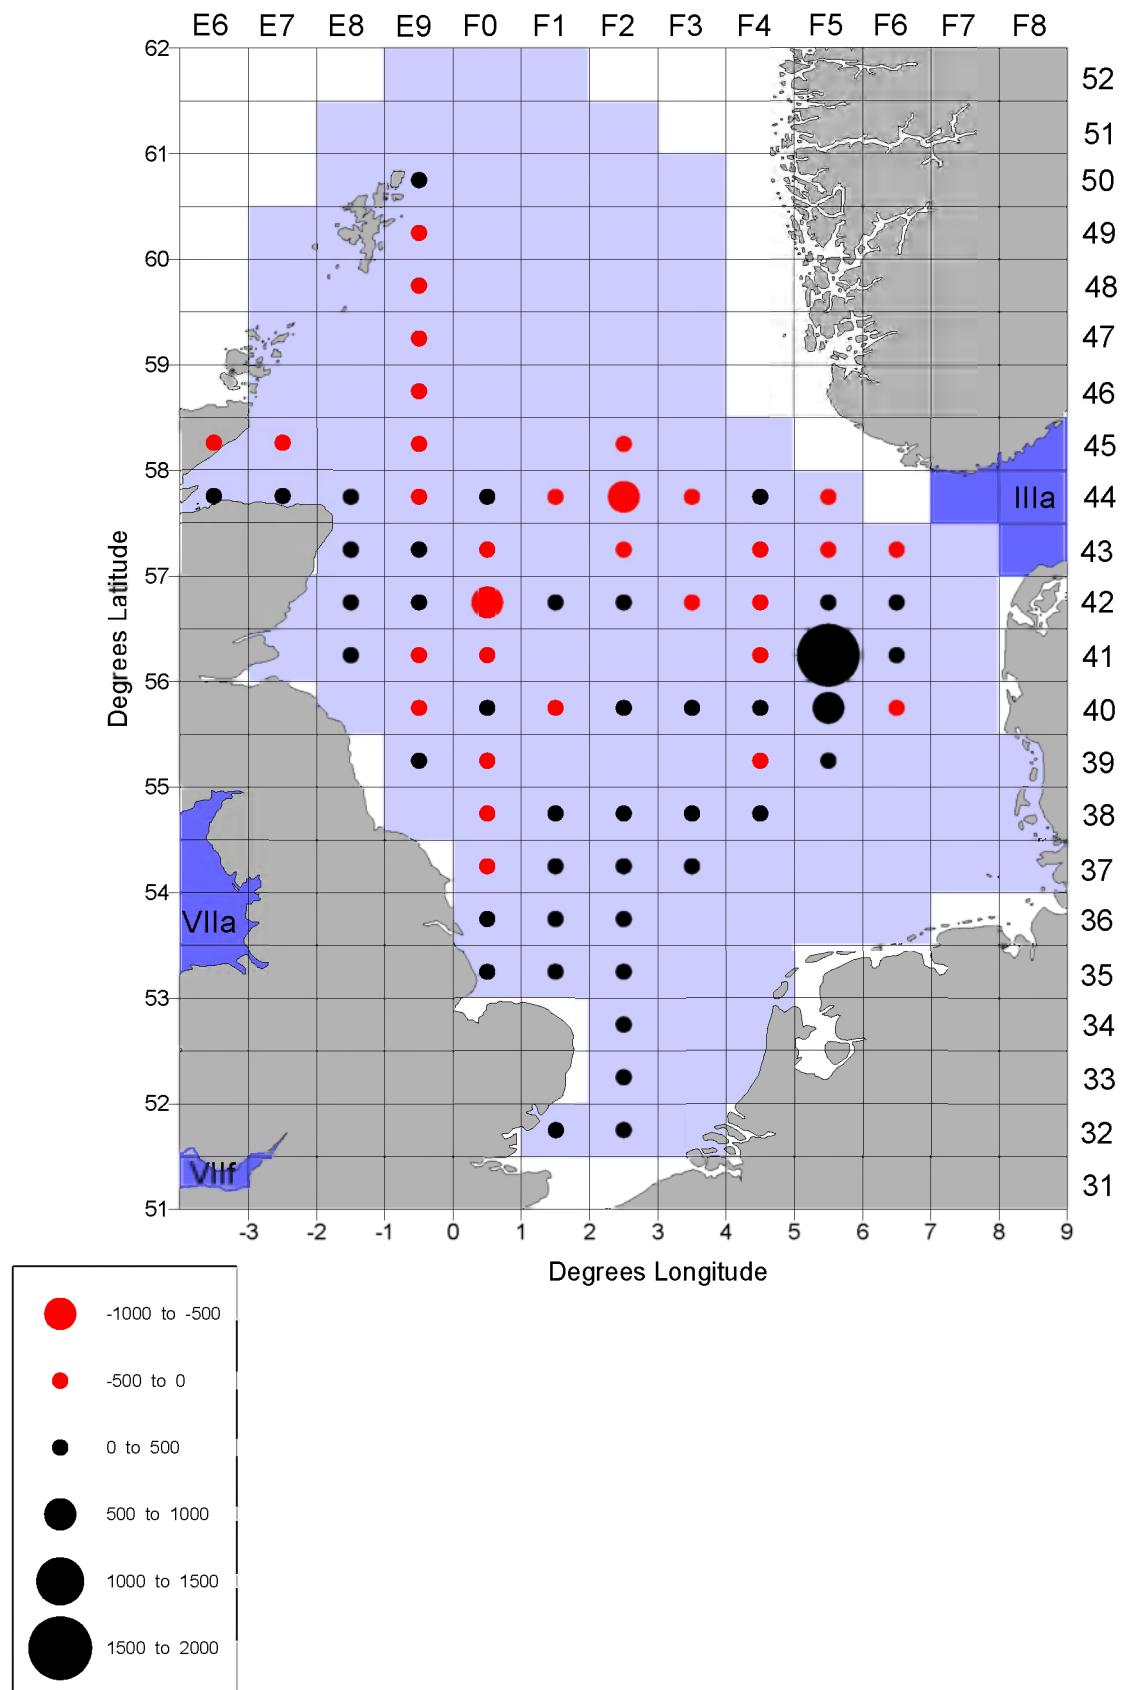 E6 E7 E8 E9 F0 F1 F2 F3 F4 F5 F6 F7 F8
62
52
51
61
50
49
60
48
47
59
46
45
58
44
IIIa
43
57
42
41
56
40
39
55
38
37
54
36
VIIa
35
53
34
33
52
32
VIIf
31
51
Degrees Latitude
-3 -2 -1 0 1 2 3 4 5 6 7 8 9
Degrees Longitude
-1000 to -500
-500 to 0
0 to 500
500 to 1000
1000 to 1500
1500 to 2000